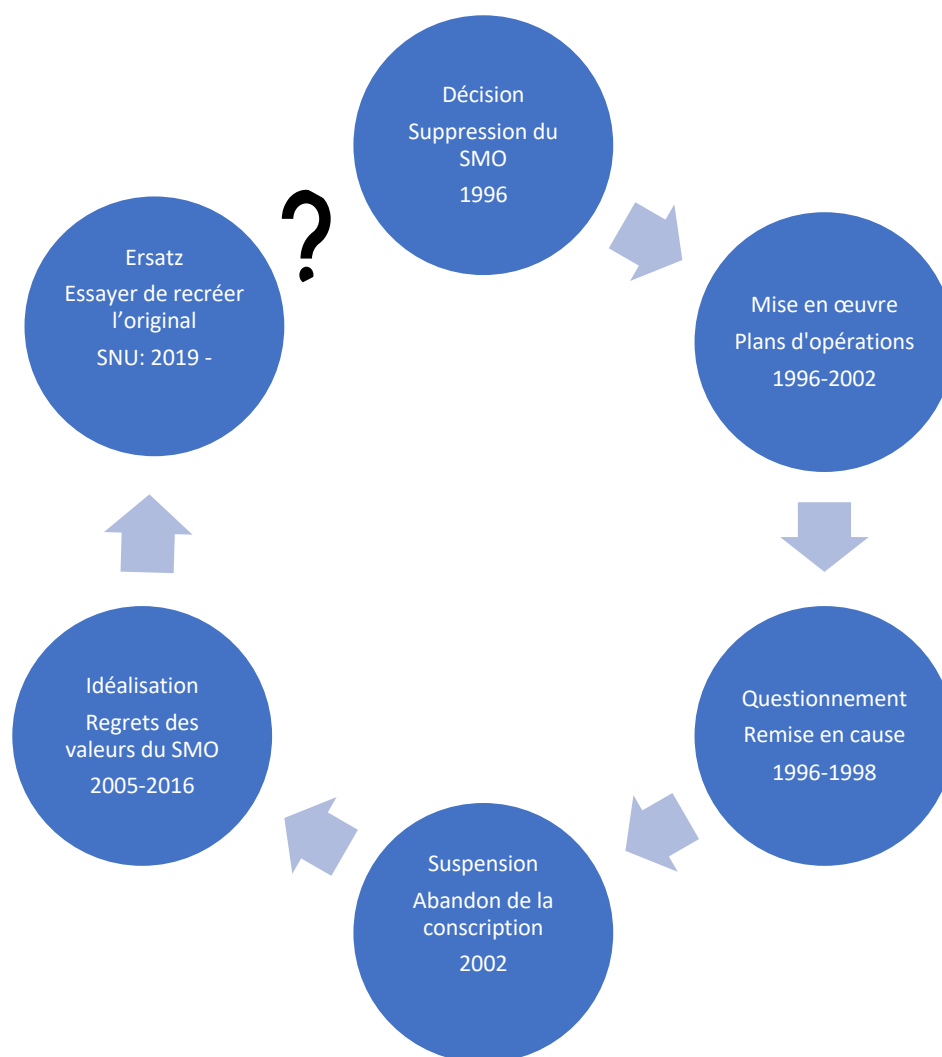 Décision
Suppression du
SMO
1996
Mise en œuvre
Plans d'opérations
1996-2002
Questionnement
Remise en cause
1996-1998
Suspension
Abandon de la
conscription
2002
Idéalisation
Regrets des
valeurs du SMO
2005-2016
Ersatz
Essayer de recréer
l’original
SNU: 2019 -
?